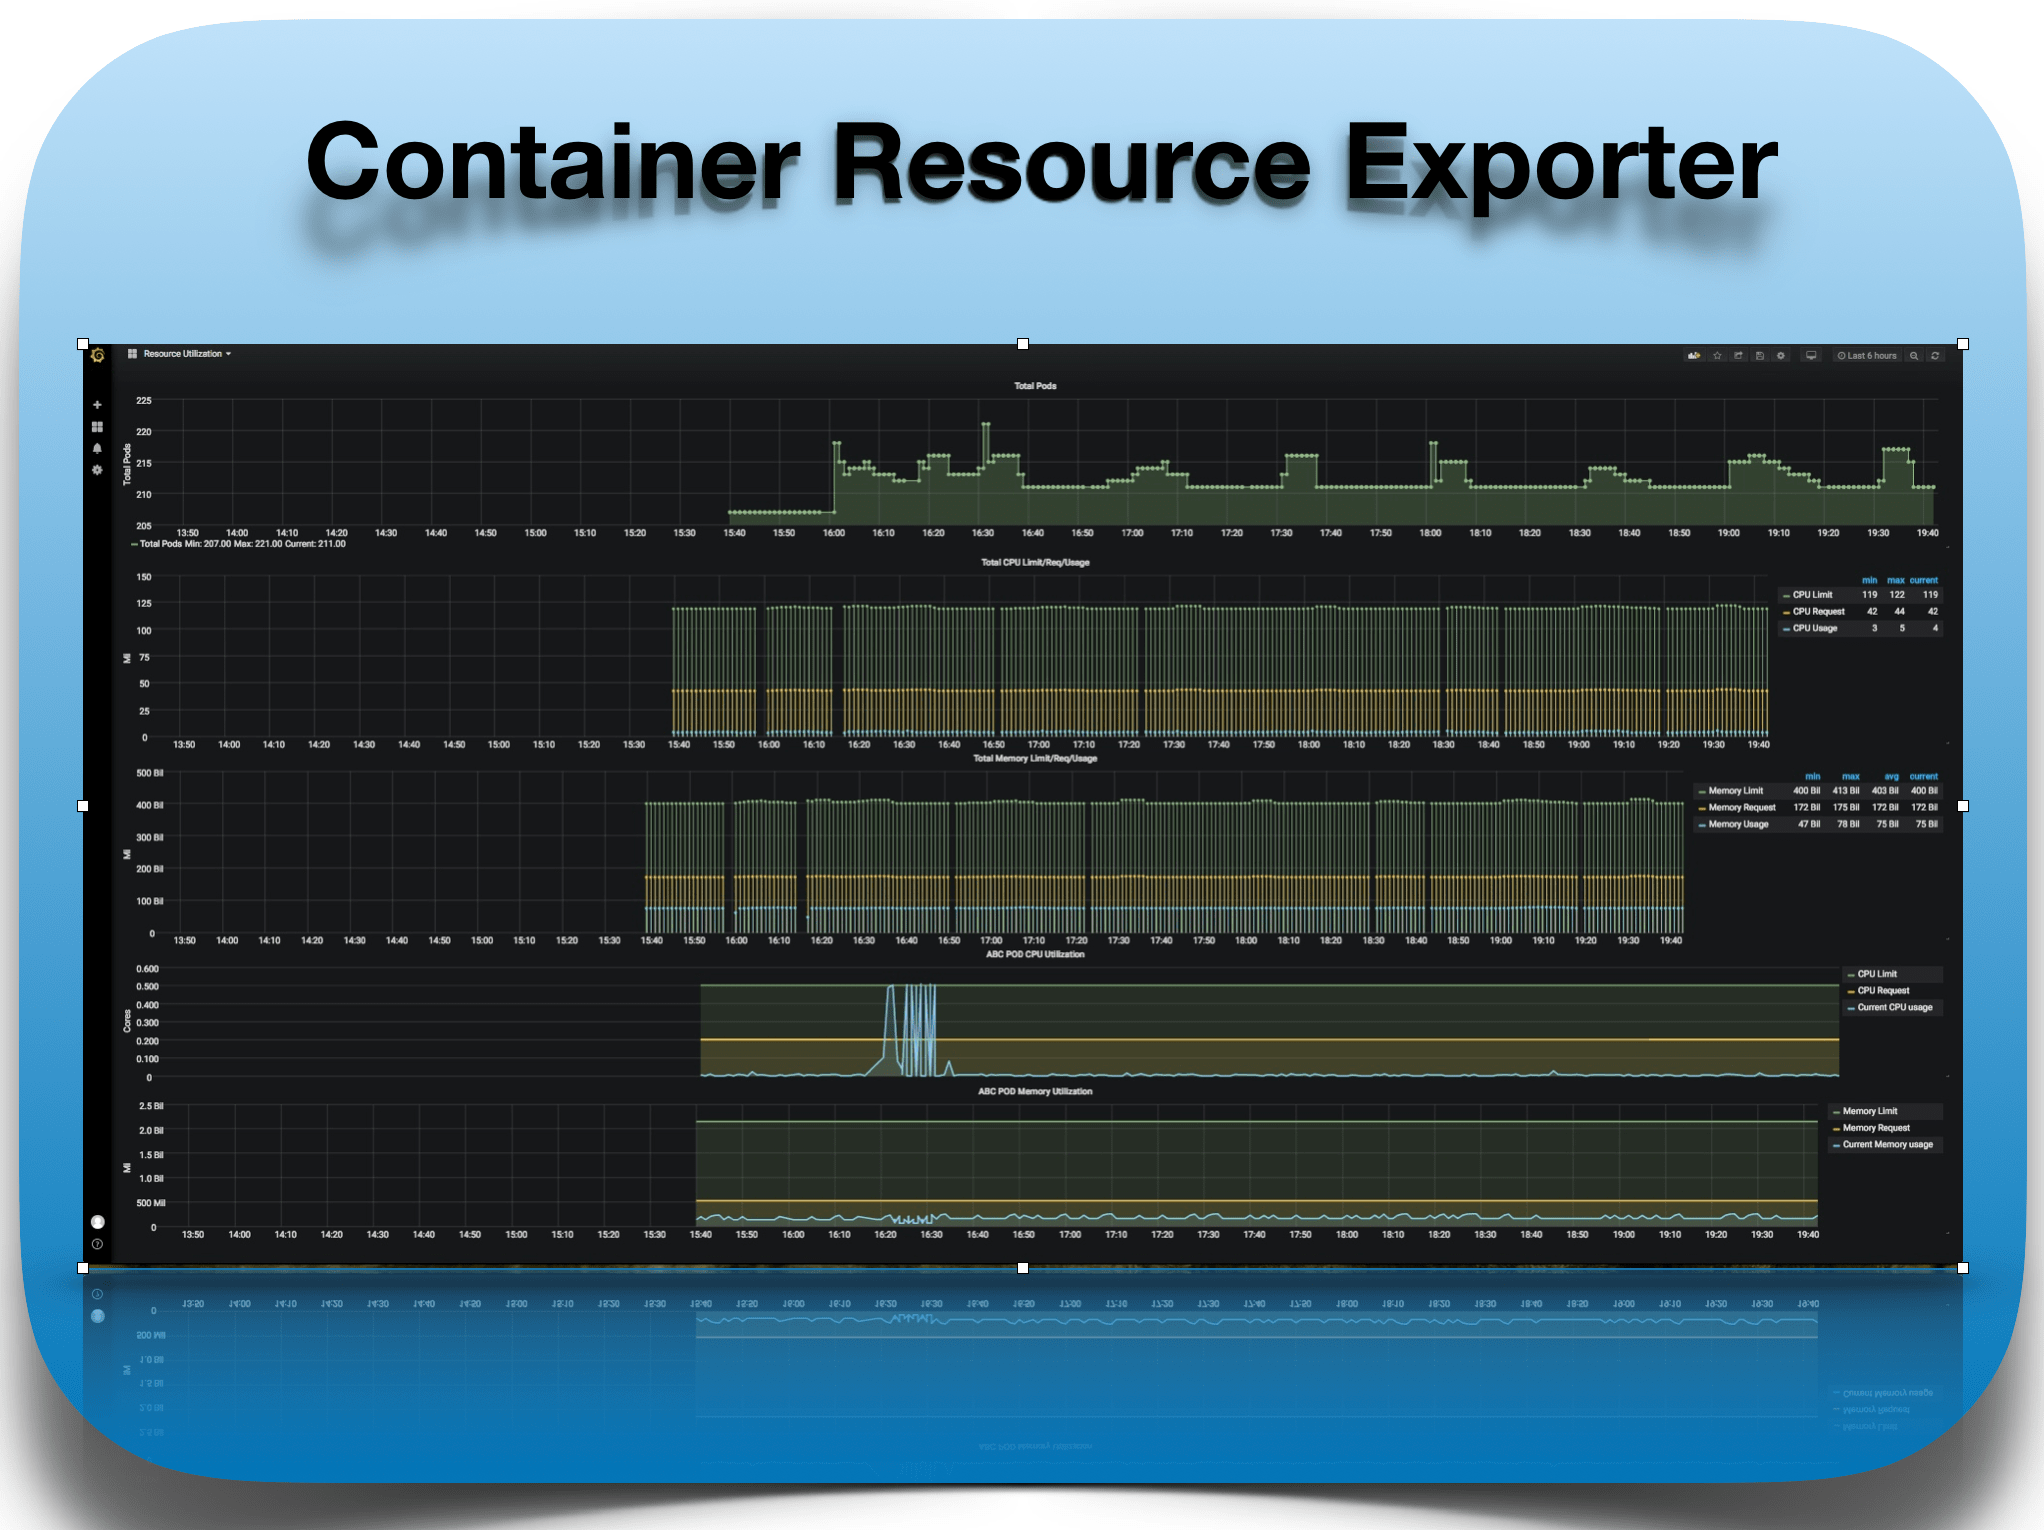 Container Resource Exporter
Resource Utilization
Last 6 hours
Total Pods
225
220
215
210
205
Total Pods
13:50 14:00 14:10 14:20 14:30 14:40 14:50 15:00 15:10 15:20 15:30 15:40 15:50 16:00 16:10 16:20 16:30 16:40 16:50 17:00 17:10 17:20 17:30 17:40 17:50 18:00 18:10 18:20 18:30 18:40 18:50 19:00 19:10 19:20 19:30 19:40
Total Pods Min: 207.00 Max: 221.00 Current: 211.00
Total CPU Limit/Req/Usage
150
125
100
75
50
25
0
Mi
min max current
CPU Limit 119 122 119
CPU Request 42 44 42
CPU Usage 3 5 4
13:50 14:00 14:10 14:20 14:30 14:40 14:50 15:00 15:10 15:20 15:30 15:40 15:50 16:00 16:10 16:20 16:30 16:40 16:50 17:00 17:10 17:20 17:30 17:40 17:50 18:00 18:10 18:20 18:30 18:40 18:50 19:00 19:10 19:20 19:30 19:40
Total Memory Limit/Req/Usage
500 Bil
400 Bil
300 Bil
200 Bil
100 Bil
0
Mi
min max avg current
Memory Limit 400 Bil 413 Bil 403 Bil 400 Bil
Memory Request 172 Bil 175 Bil 172 Bil 172 Bil
Memory Usage 47 Bil 78 Bil 75 Bil 75 Bil
13:50 14:00 14:10 14:20 14:30 14:40 14:50 15:00 15:10 15:20 15:30 15:40 15:50 16:00 16:10 16:20 16:30 16:40 16:50 17:00 17:10 17:20 17:30 17:40 17:50 18:00 18:10 18:20 18:30 18:40 18:50 19:00 19:10 19:20 19:30 19:40
ABC POD CPU Utilization
0.600
0.500
0.400
0.300
0.200
0.100
0
Cores
CPU Limit
CPU Request
Current CPU usage
ABC POD Memory Utilization
2.5 Bil
2.0 Bil
1.5 Bil
1.0 Bil
500 Mil
0
Mi
Memory Limit
Memory Request
Current Memory usage
13:50 14:00 14:10 14:20 14:30 14:40 14:50 15:00 15:10 15:20 15:30 15:40 15:50 16:00 16:10 16:20 16:30 16:40 16:50 17:00 17:10 17:20 17:30 17:40 17:50 18:00 18:10 18:20 18:30 18:40 18:50 19:00 19:10 19:20 19:30 19:40